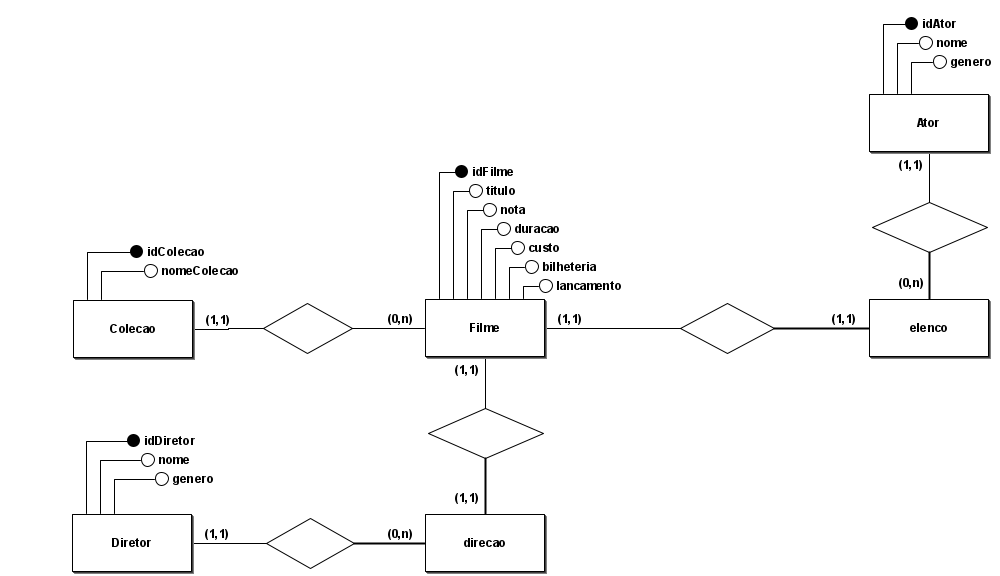 idAtor
nome
genero
Ator
(1,1)
(0,n)
elenco
idFilme
titulo
nota
duracao
custo
bilheteria
lancamento
Filme
idColecao
nomeColecao
Colecao
(1,1)
(0,n)
(1,1)
(1,1)
(1,1)
(1,1)
idDiretor
nome
genero
Diretor
(1,1)
(0,n)
direcao